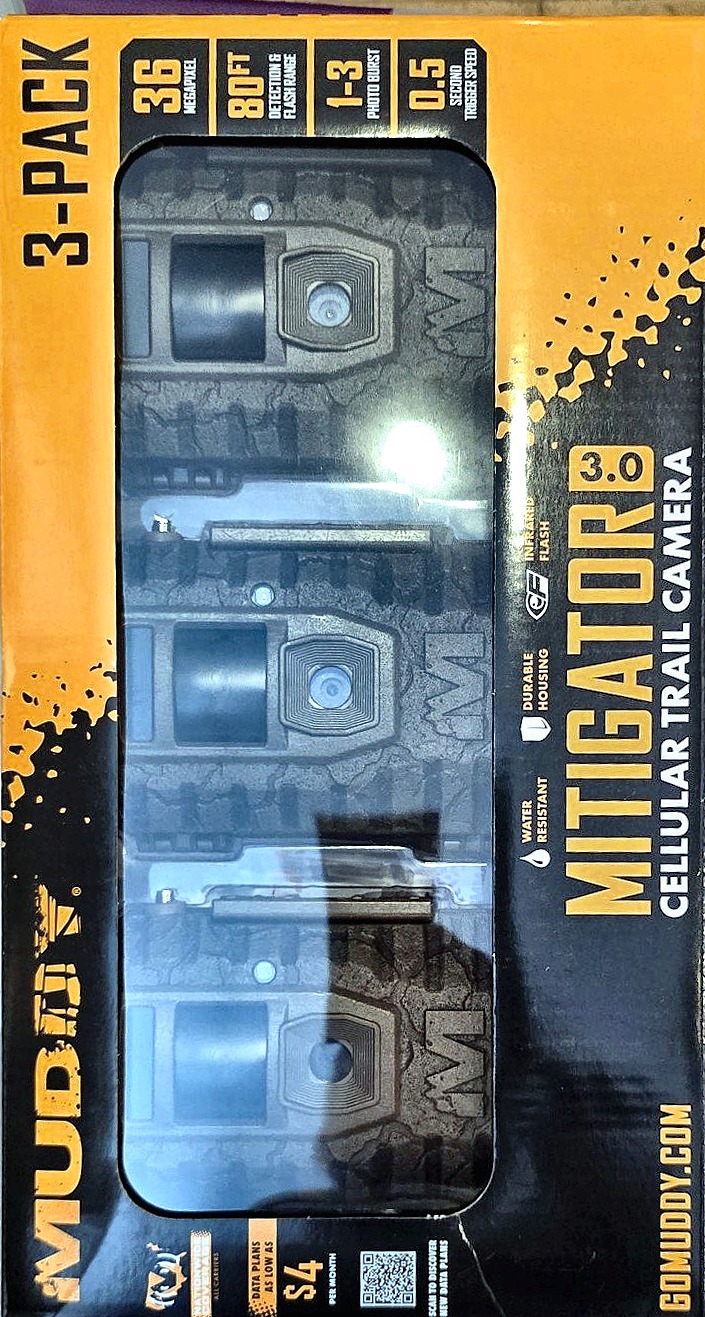 3-PACK
36
MEGAPIXEL
80FT
DETECTION &
FLASH RANGE
1-3
PHOTO BURST
0.5
SECOND
TRIGGER SPEED
MUDDY®
M
M
M
WATER
RESISTANT
DURABLE
HOUSING
INFRARED
FLASH
MITIGATOR 3.0
CELLULAR TRAIL CAMERA
ALL CARRIERS
DATA PLANS
AS LOW AS
$4
PER MONTH
SCAN TO DISCOVER
NEW DATA PLANS
GOMUDDY.COM